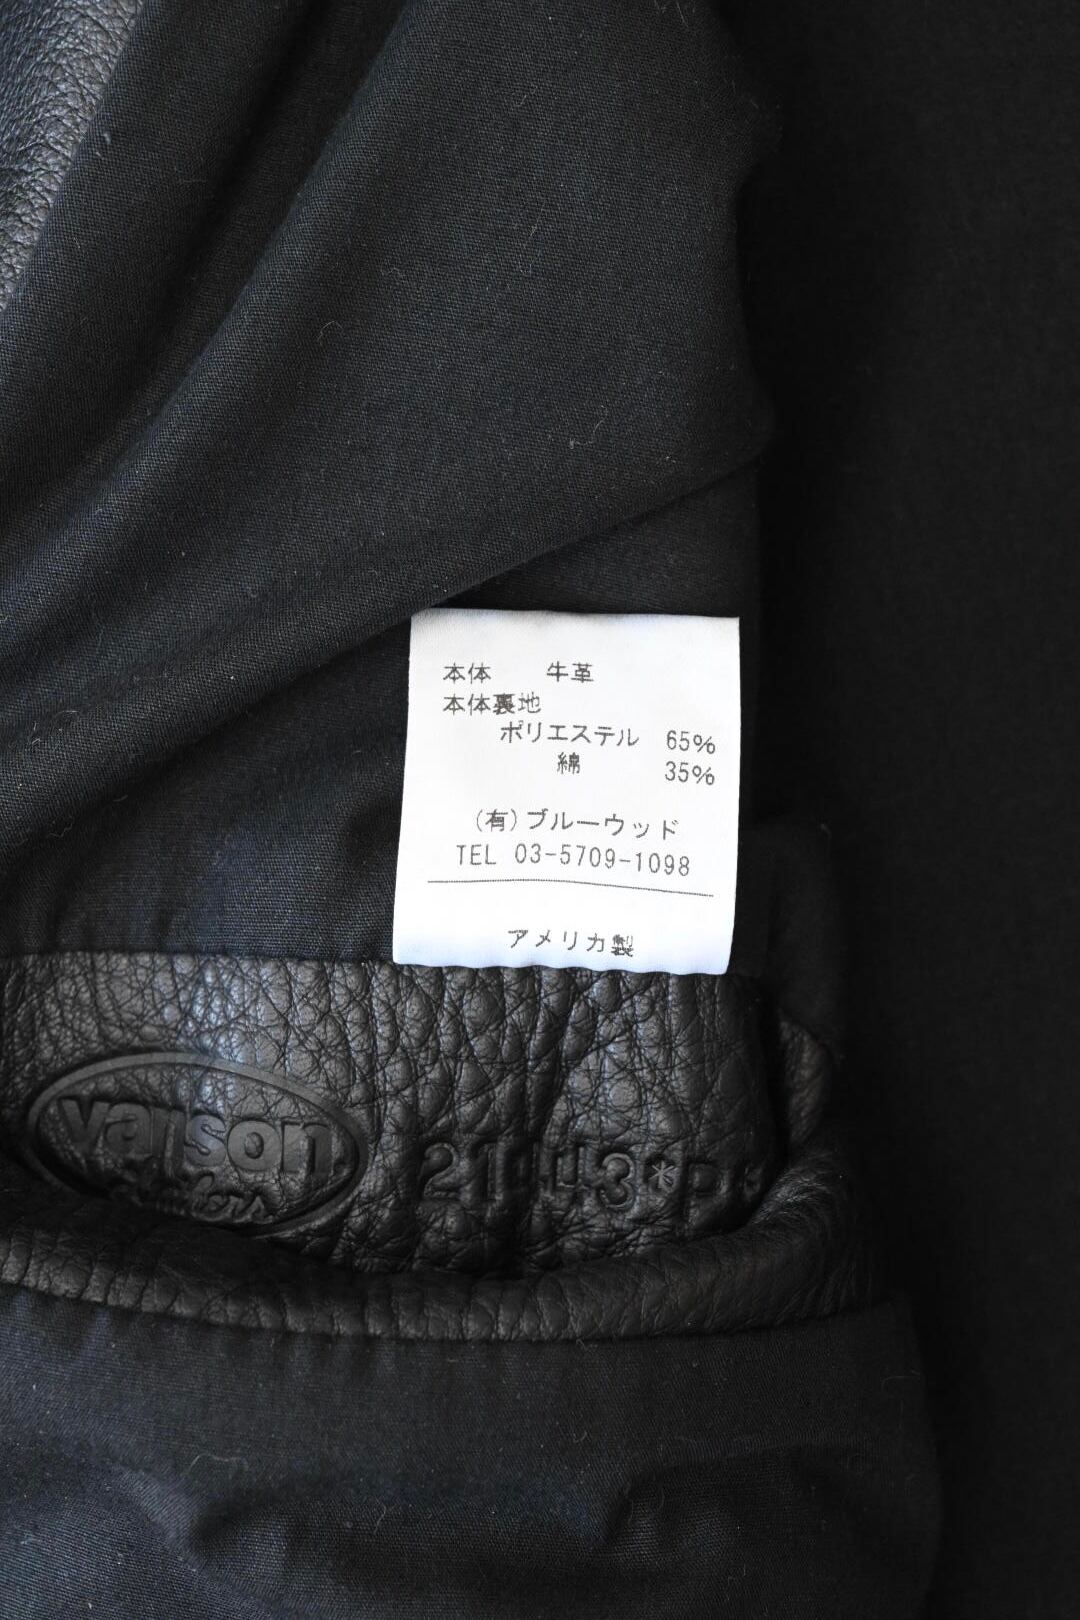 本体 牛革
本体裏地
ポリエステル 65%
綿 35%
(有)ブルーウッド
TEL 03-5709-1098
アメリカ製
vanson